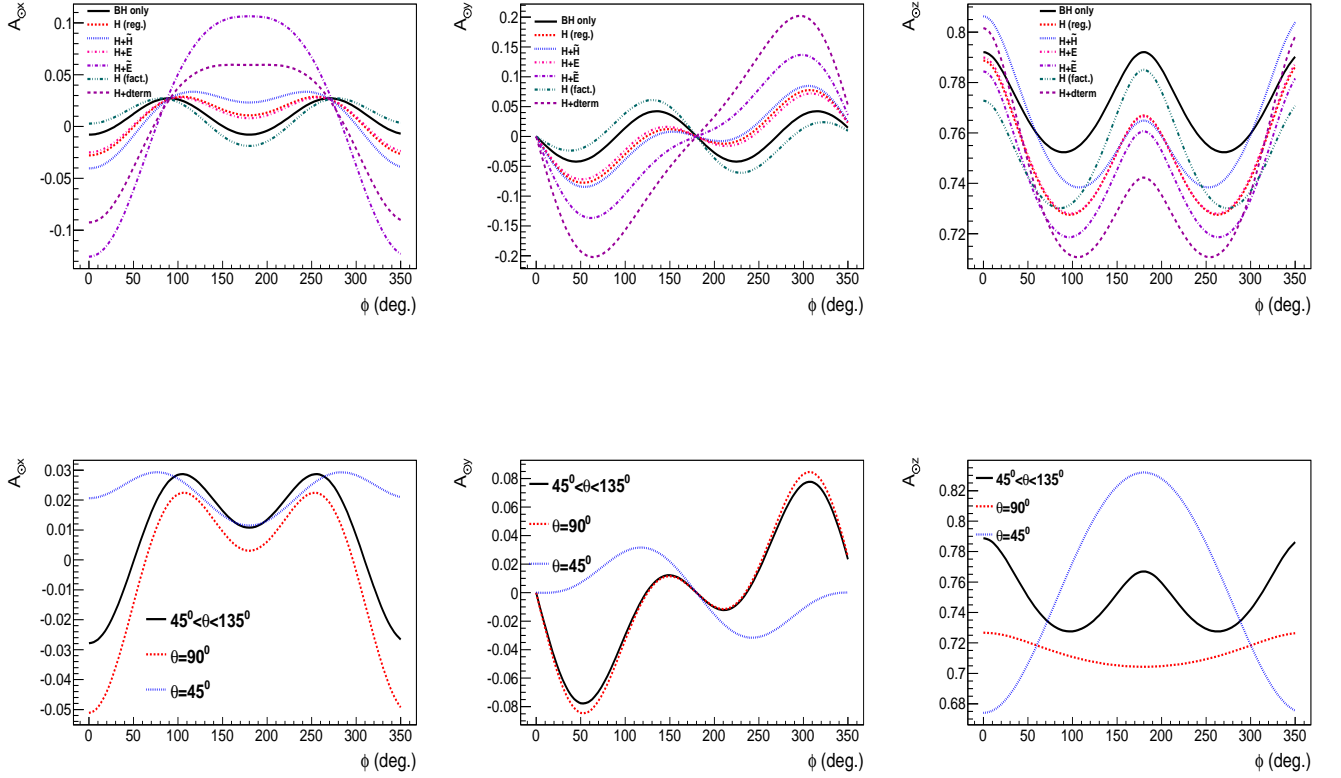 A⊙x
0.1
0.05
0
-0.05
-0.1
BH only
H (reg.)
H+H̃
H+E
H+Ẽ
H (fact.)
H+dterm
0 50 100 150 200 250 300 350
ϕ (deg.)
A⊙y
0.2
0.15
0.1
0.05
0
-0.05
-0.1
-0.15
-0.2
BH only
H (reg.)
H+H̃
H+E
H+Ẽ
H (fact.)
H+dterm
0 50 100 150 200 250 300 350
ϕ (deg.)
A⊙z
0.8
0.78
0.76
0.74
0.72
BH only
H (reg.)
H+H̃
H+E
H+Ẽ
H (fact.)
H+dterm
0 50 100 150 200 250 300 350
ϕ (deg.)
A⊙x
0.03
0.02
0.01
0
-0.01
-0.02
-0.03
-0.04
-0.05
45⁰<θ<135⁰
θ=90⁰
θ=45⁰
0 50 100 150 200 250 300 350
ϕ (deg.)
A⊙y
0.08
0.06
0.04
0.02
0
-0.02
-0.04
-0.06
-0.08
45⁰<θ<135⁰
θ=90⁰
θ=45⁰
0 50 100 150 200 250 300 350
ϕ (deg.)
A⊙z
0.82
0.8
0.78
0.76
0.74
0.72
0.7
0.68
45⁰<θ<135⁰
θ=90⁰
θ=45⁰
0 50 100 150 200 250 300 350
ϕ (deg.)